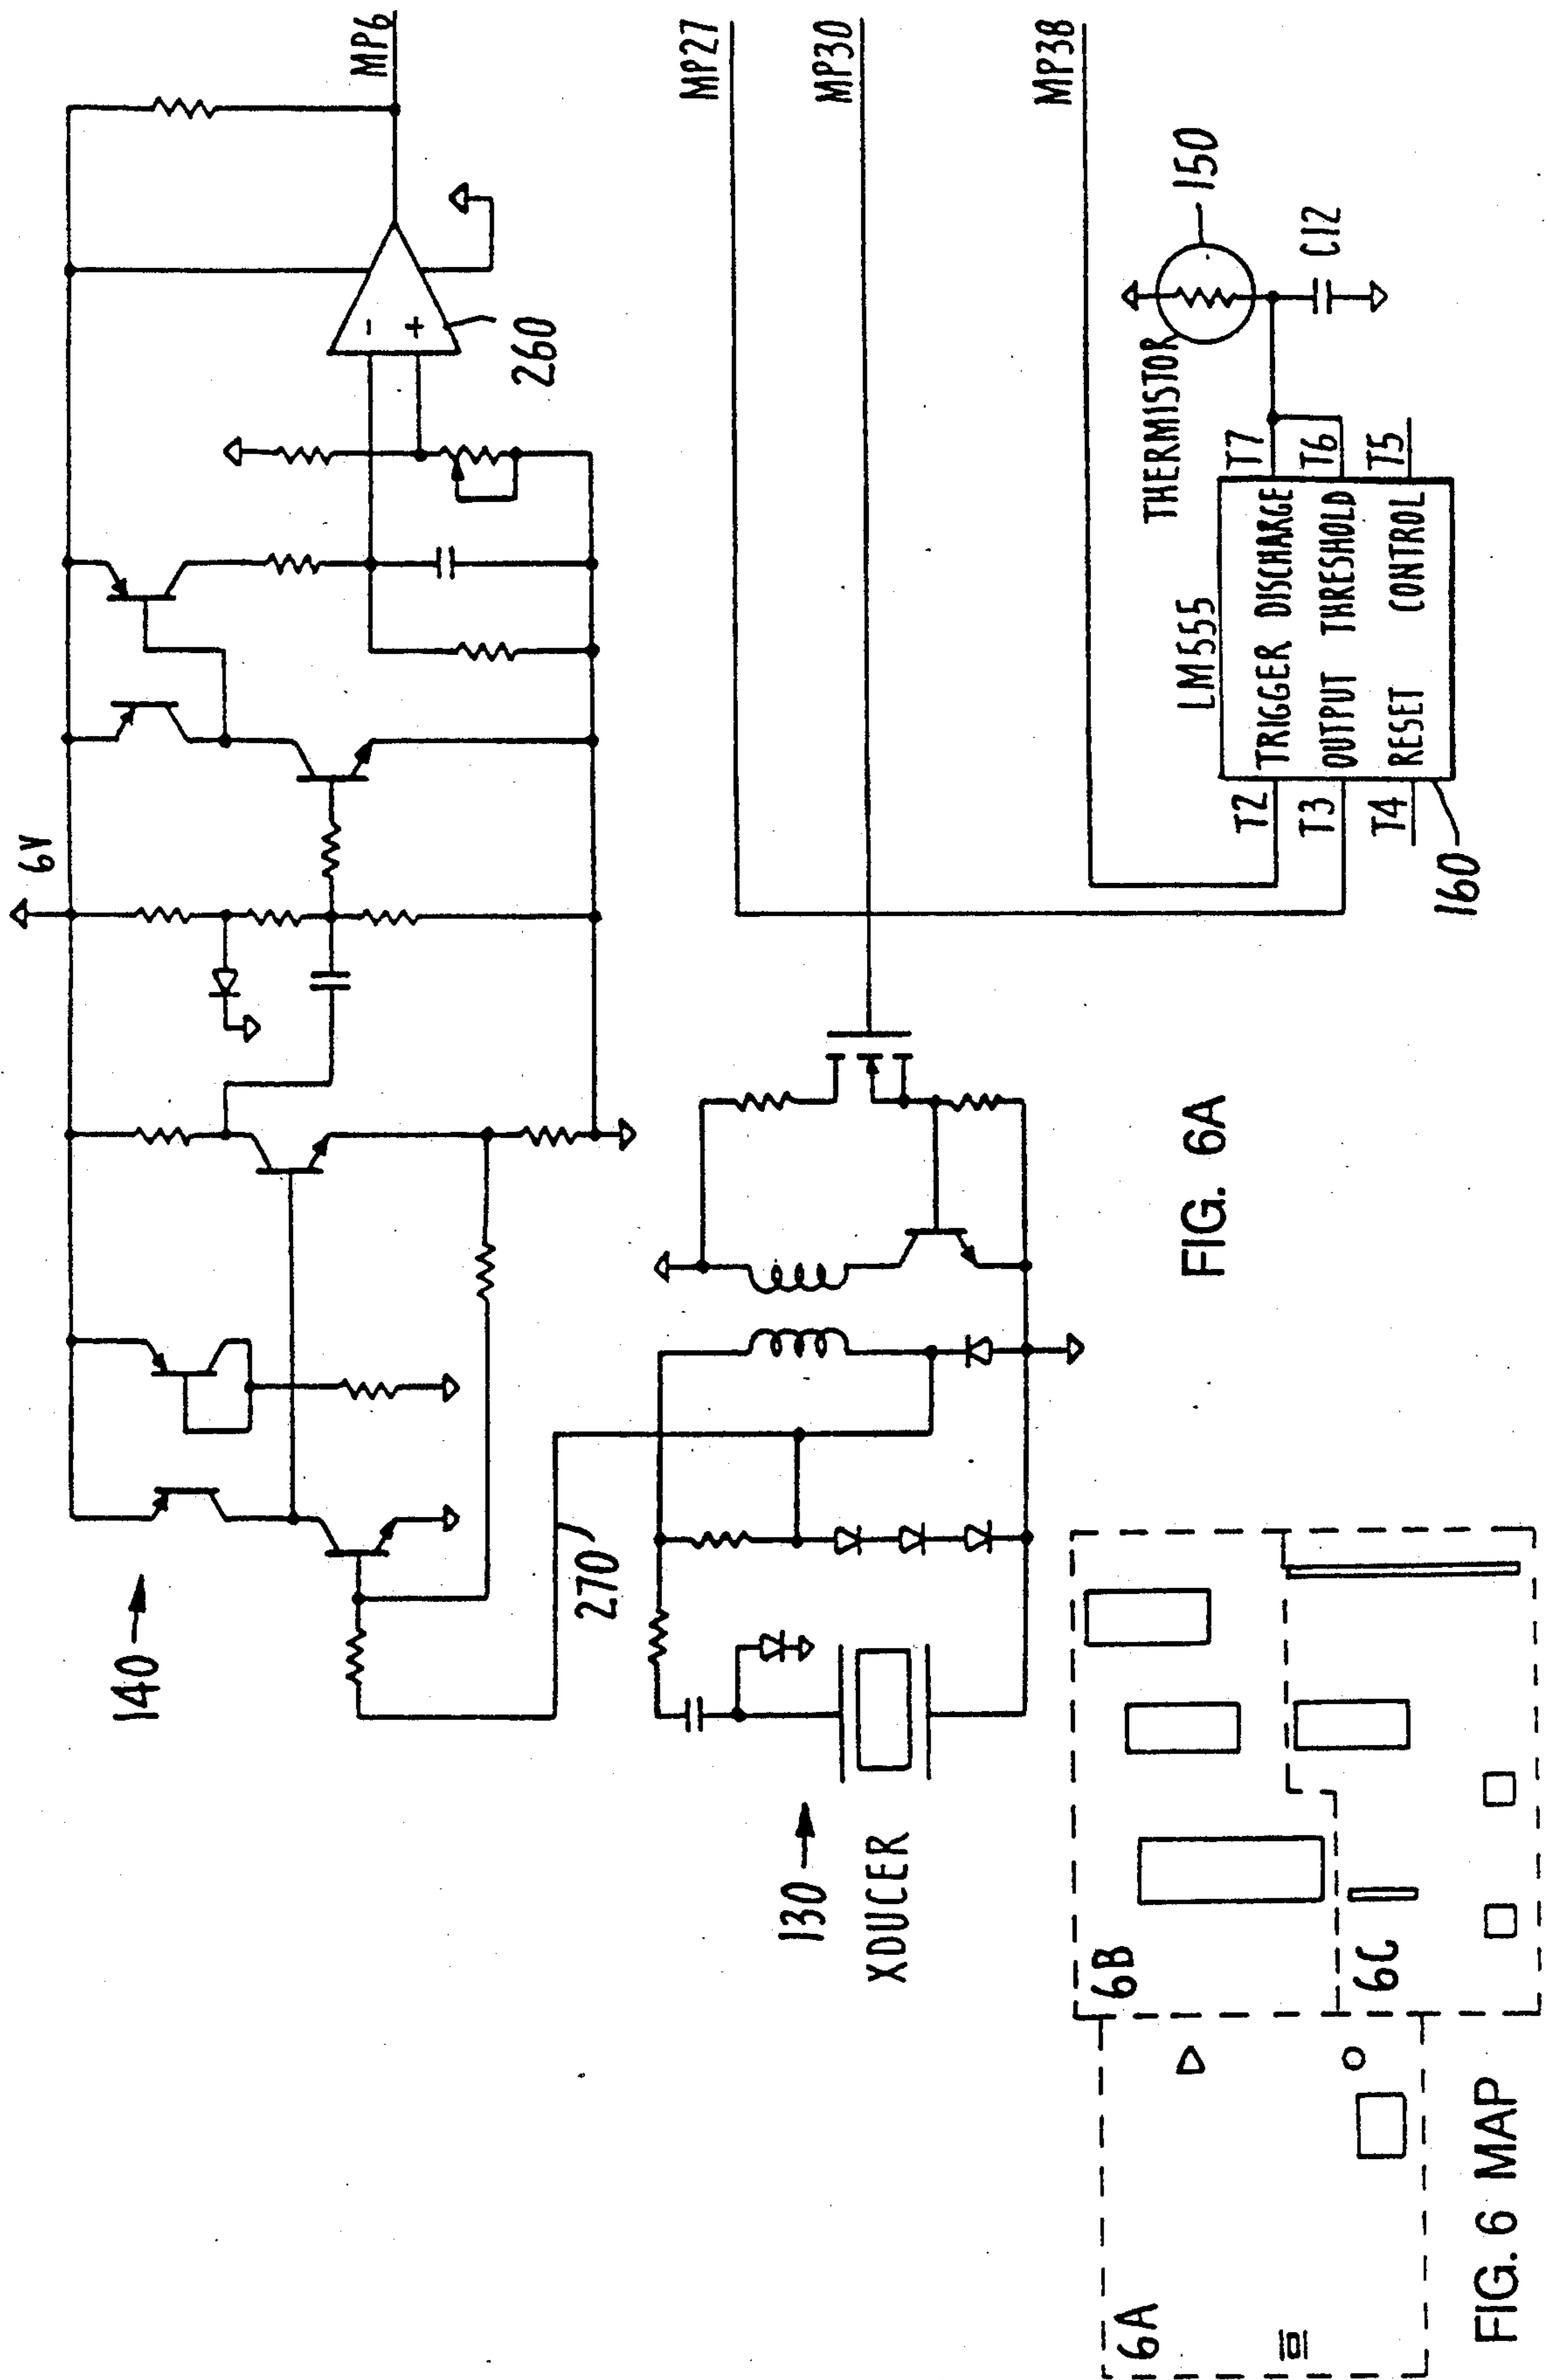 140
6V
MP6
260
270
MP27
MP30
MP38
130
XDUCER
THERMISTOR
150
C12
LM555
T2 TRIGGER DISCHARGE T7
T3 OUTPUT THRESHOLD T6
T4 RESET CONTROL T5
160
FIG. 6A
6A
6B
6C
FIG. 6 MAP